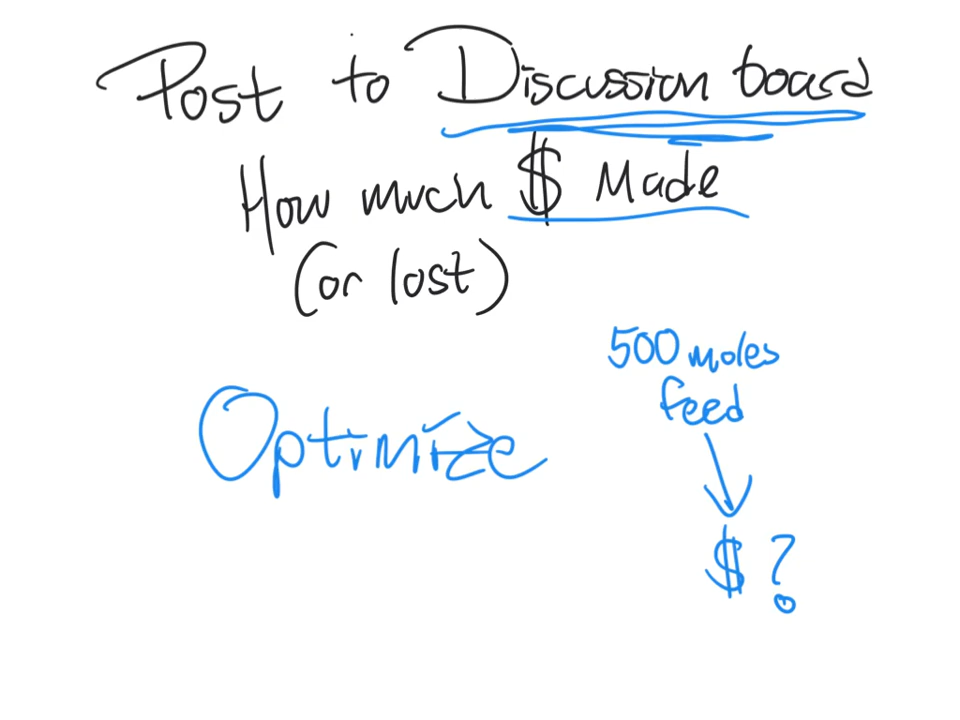 Post to Discussion board
How much $ Made
(or lost)
500 moles
feed
Optimize
$ ?